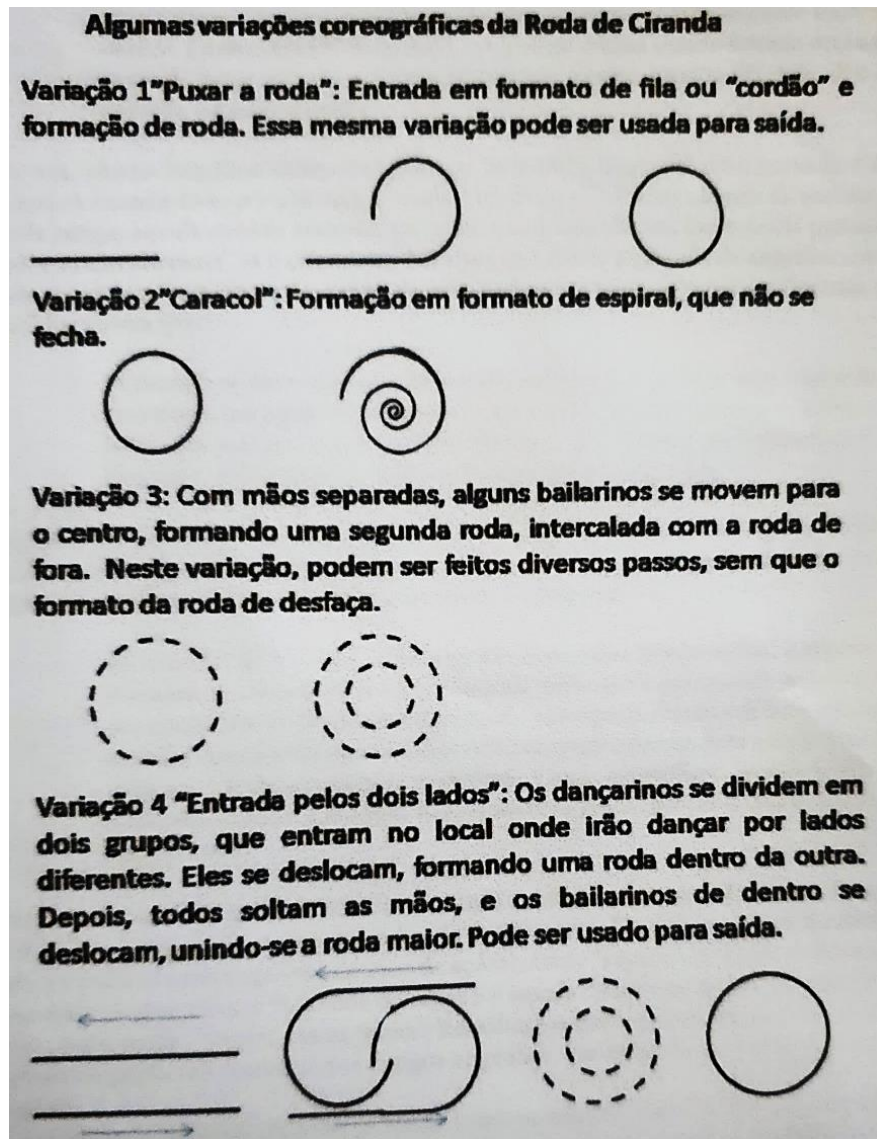 Algumas variações coreográficas da Roda de Ciranda
Variação 1"Puxar a roda": Entrada em formato de fila ou "cordão" e
formação de roda. Essa mesma variação pode ser usada para saída.
Variação 2"Caracol": Formação em formato de espiral, que não se
fecha.
Variação 3: Com mãos separadas, alguns bailarinos se movem para
o centro, formando uma segunda roda, intercalada com a roda de
fora. Neste variação, podem ser feitos diversos passos, sem que o
formato da roda de desfaça.
Variação 4 "Entrada pelos dois lados": Os dançarinos se dividem em
dois grupos, que entram no local onde irão dançar por lados
diferentes. Eles se deslocam, formando uma roda dentro da outra.
Depois, todos soltam as mãos, e os bailarinos de dentro se
deslocam, unindo-se a roda maior. Pode ser usado para saída.